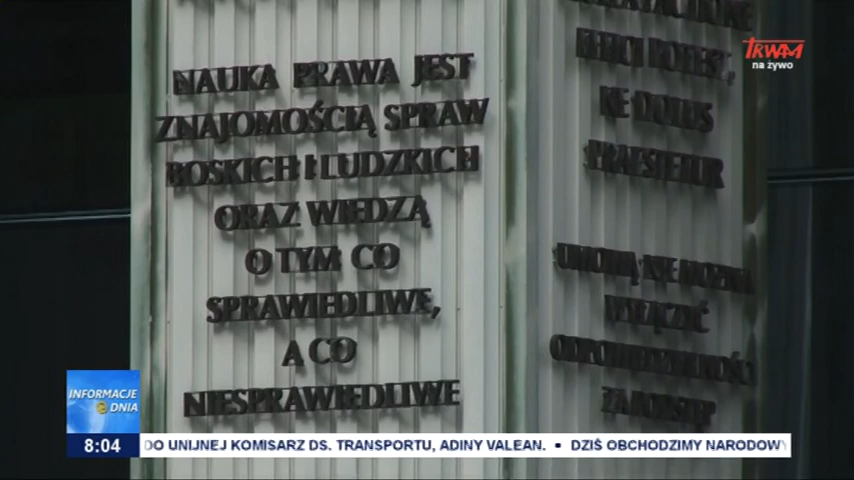 NAUKA PRAWA JEST
ZNAJOMOŚCIĄ SPRAW
BOSKICH I LUDZKICH
ORAZ WIEDZĄ
O TYM CO
SPRAWIEDLIWE,
A CO
NIESPRAWIEDLIWE
PRAESTETUR
UMOWĄ NIE MOŻNA
WYŁĄCZYĆ
ODPOWIEDZIALNOŚCI
ZA PODSTĘP
TRWAM
na żywo
INFORMACJE
DNIA
8:04
DO UNIJNEJ KOMISARZ DS. TRANSPORTU, ADINY VALEAN. ▪ DZIŚ OBCHODZIMY NARODOWY